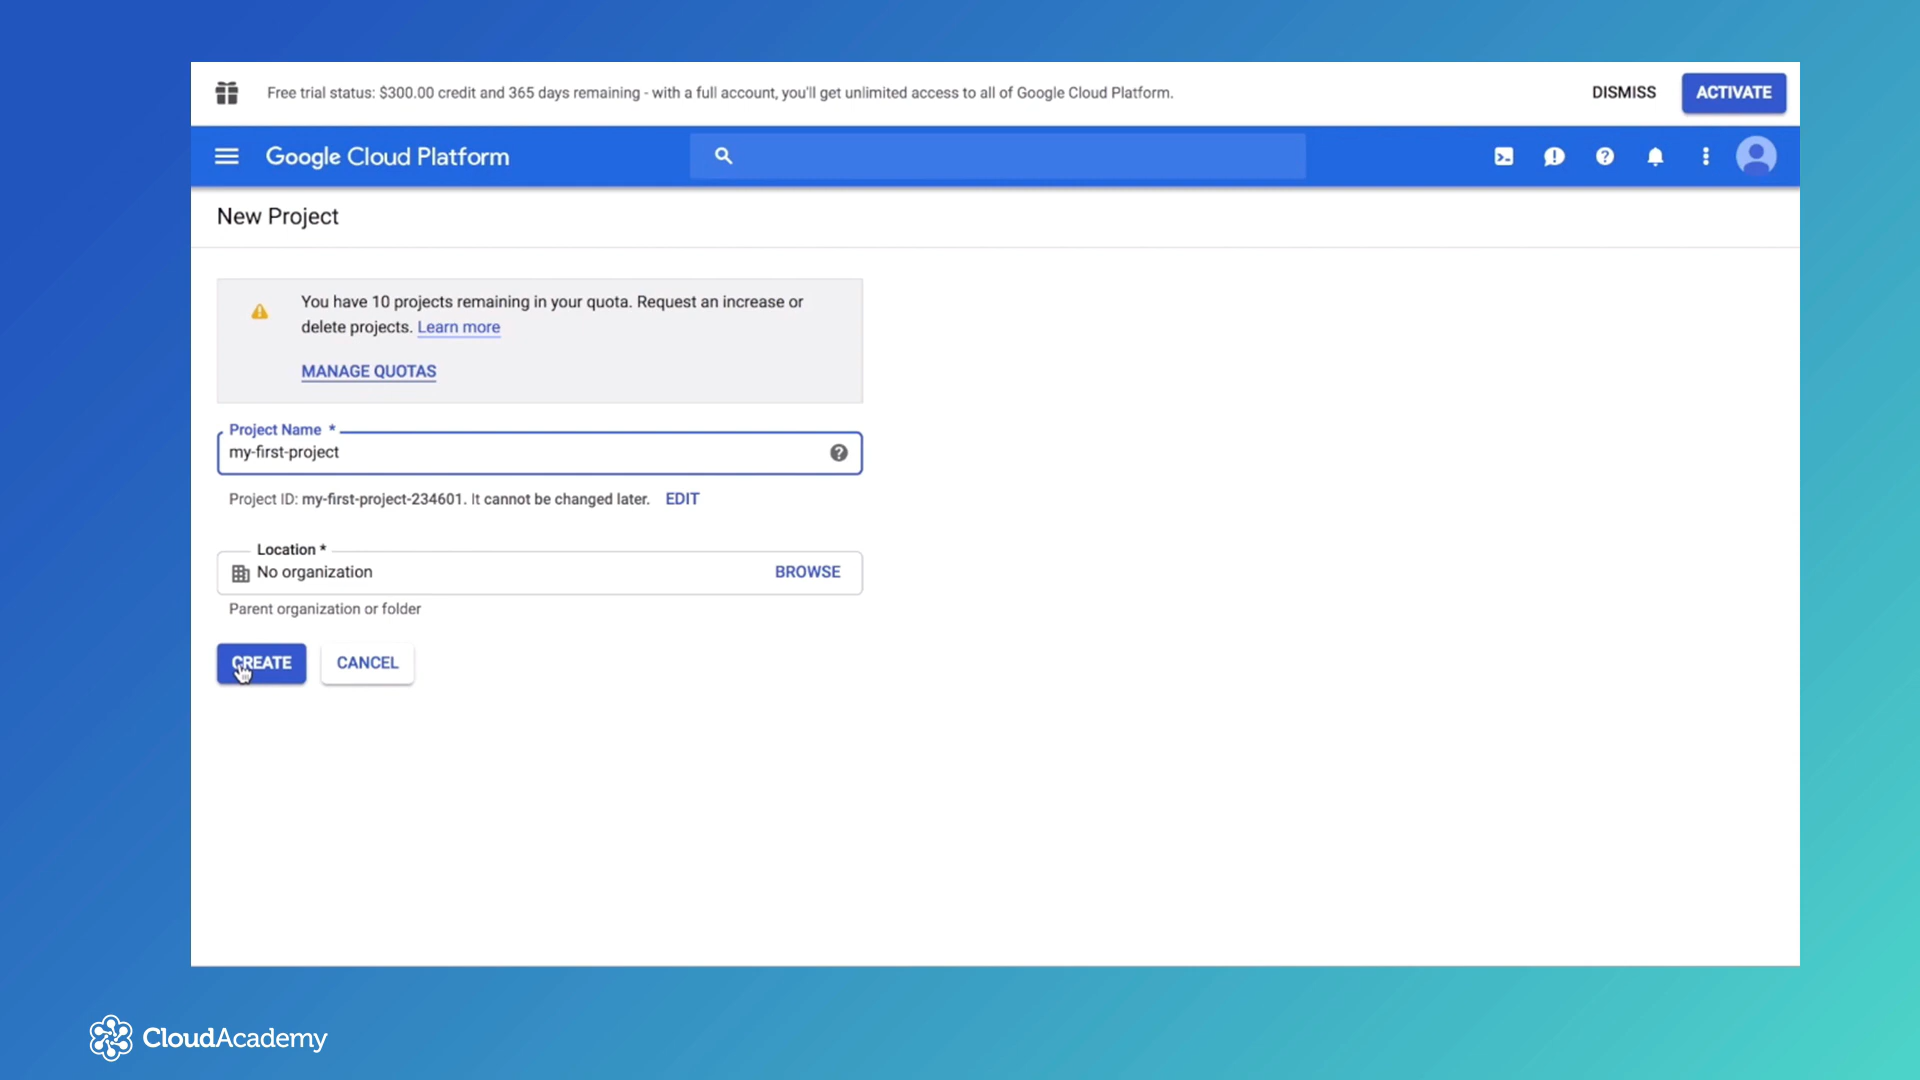 Free trial status: $300.00 credit and 365 days remaining - with a full account, you'll get unlimited access to all of Google Cloud Platform.
DISMISS
ACTIVATE
Google Cloud Platform
New Project
You have 10 projects remaining in your quota. Request an increase or
delete projects. Learn more
MANAGE QUOTAS
Project Name *
my-first-project
Project ID: my-first-project-234601. It cannot be changed later. EDIT
Location *
No organization
BROWSE
Parent organization or folder
CREATE
CANCEL
CloudAcademy